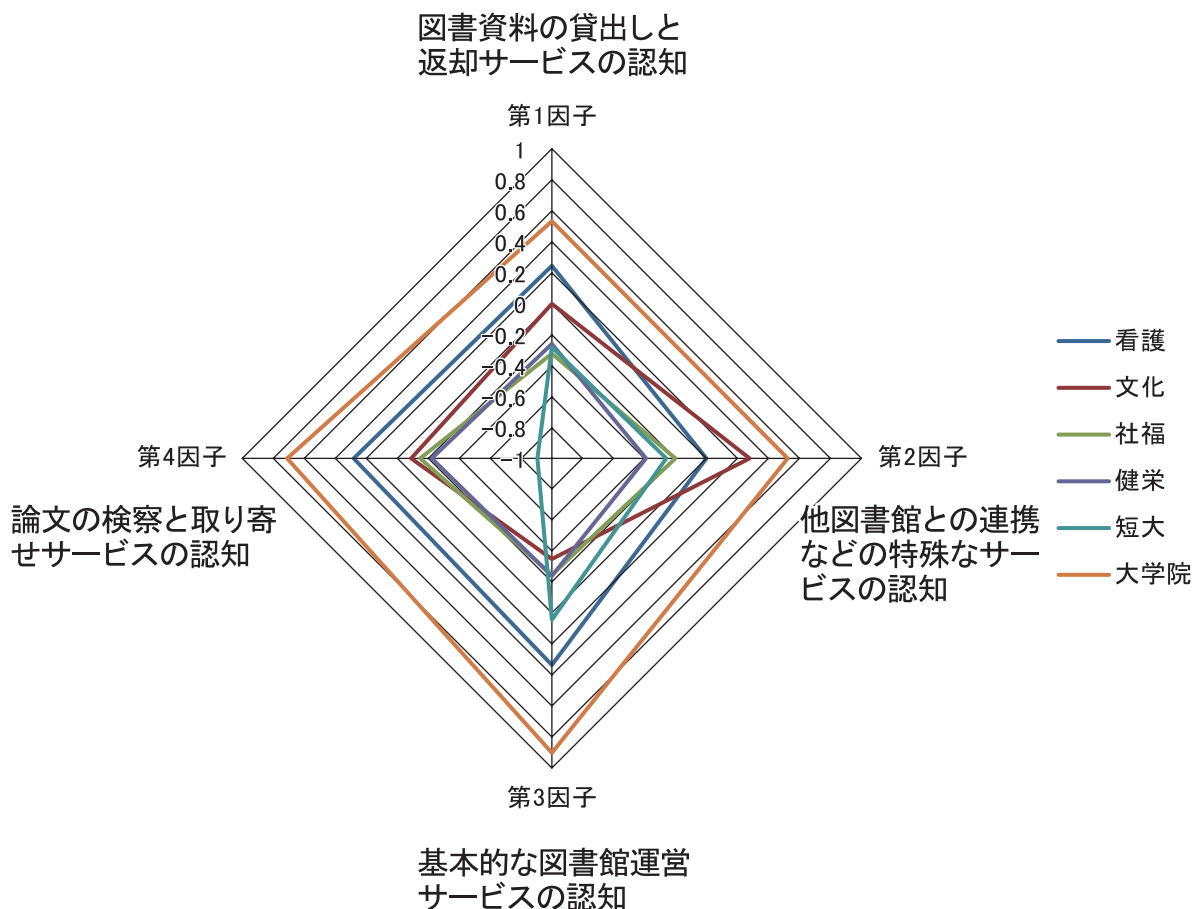 図書資料の貸出しと
返却サービスの認知
第1因子
1
0.8
0.6
0.4
0.2
0
−0.2
−0.4
−0.6
−0.8
−1
第4因子
論文の検察と取り寄
せサービスの認知
第2因子
他図書館との連携
などの特殊なサー
ビスの認知
看護
文化
社福
健栄
短大
大学院
第3因子
基本的な図書館運営
サービスの認知